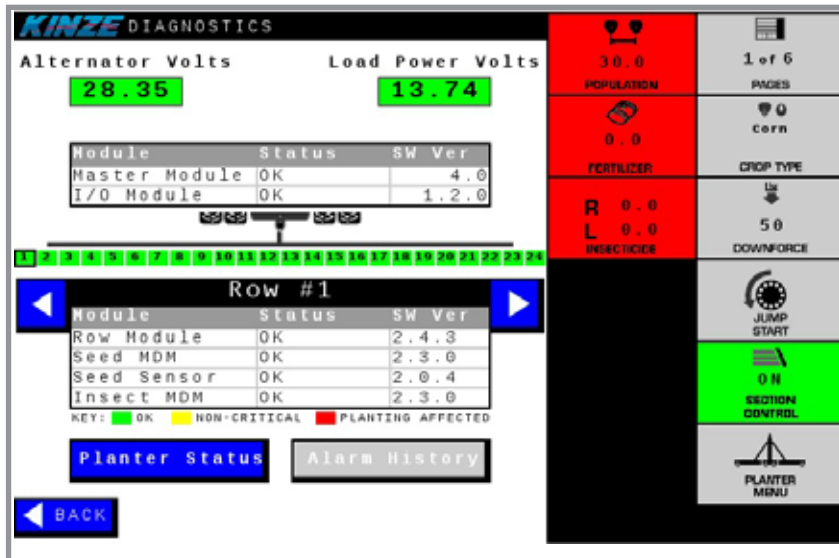 KINZE DIAGNOSTICS
Alternator Volts Load Power Volts
28.35 13.74
Module Status SW Ver
Master Module OK 4.0
I/O Module OK 1.2.0
1 2 3 4 5 6 7 8 9 10 11 12 13 14 15 16 17 18 19 20 21 22 23 24
Row #1
Module Status SW Ver
Row Module OK 2.4.3
Seed MDM OK 2.3.0
Seed Sensor OK 2.0.4
Insect MDM OK 2.3.0
KEY: OK NON-CRITICAL PLANTING AFFECTED
Planter Status Alarm History
BACK
30.0
POPULATION
0.0
FERTILIZER
R 0.0
L 0.0
INSECTICIDE
1 of 6
PAGES
Corn
CROP TYPE
Lbs
50
DOWNFORCE
JUMP
START
ON
SECTION
CONTROL
PLANTER
MENU